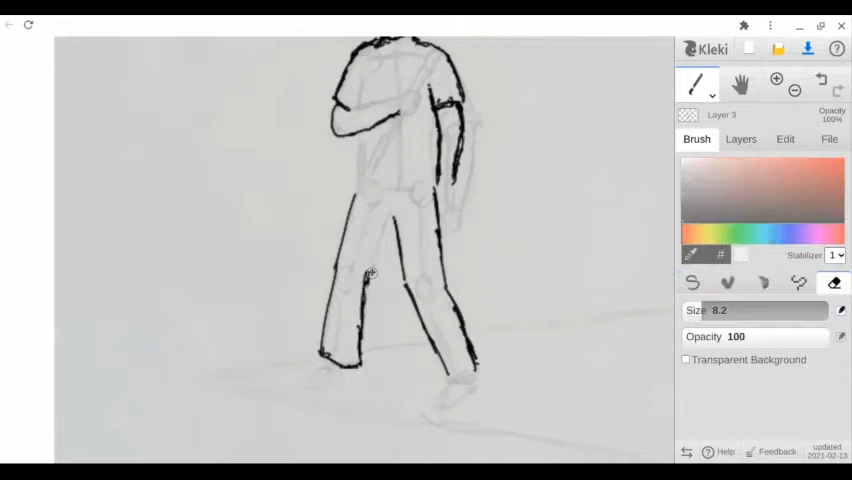 Kleki
Layer 3
Opacity
100%
Brush
Layers
Edit
File
#
Stabilizer
1
Size 8.2
Opacity 100
Transparent Background
Help
Feedback
updated
2021-02-13